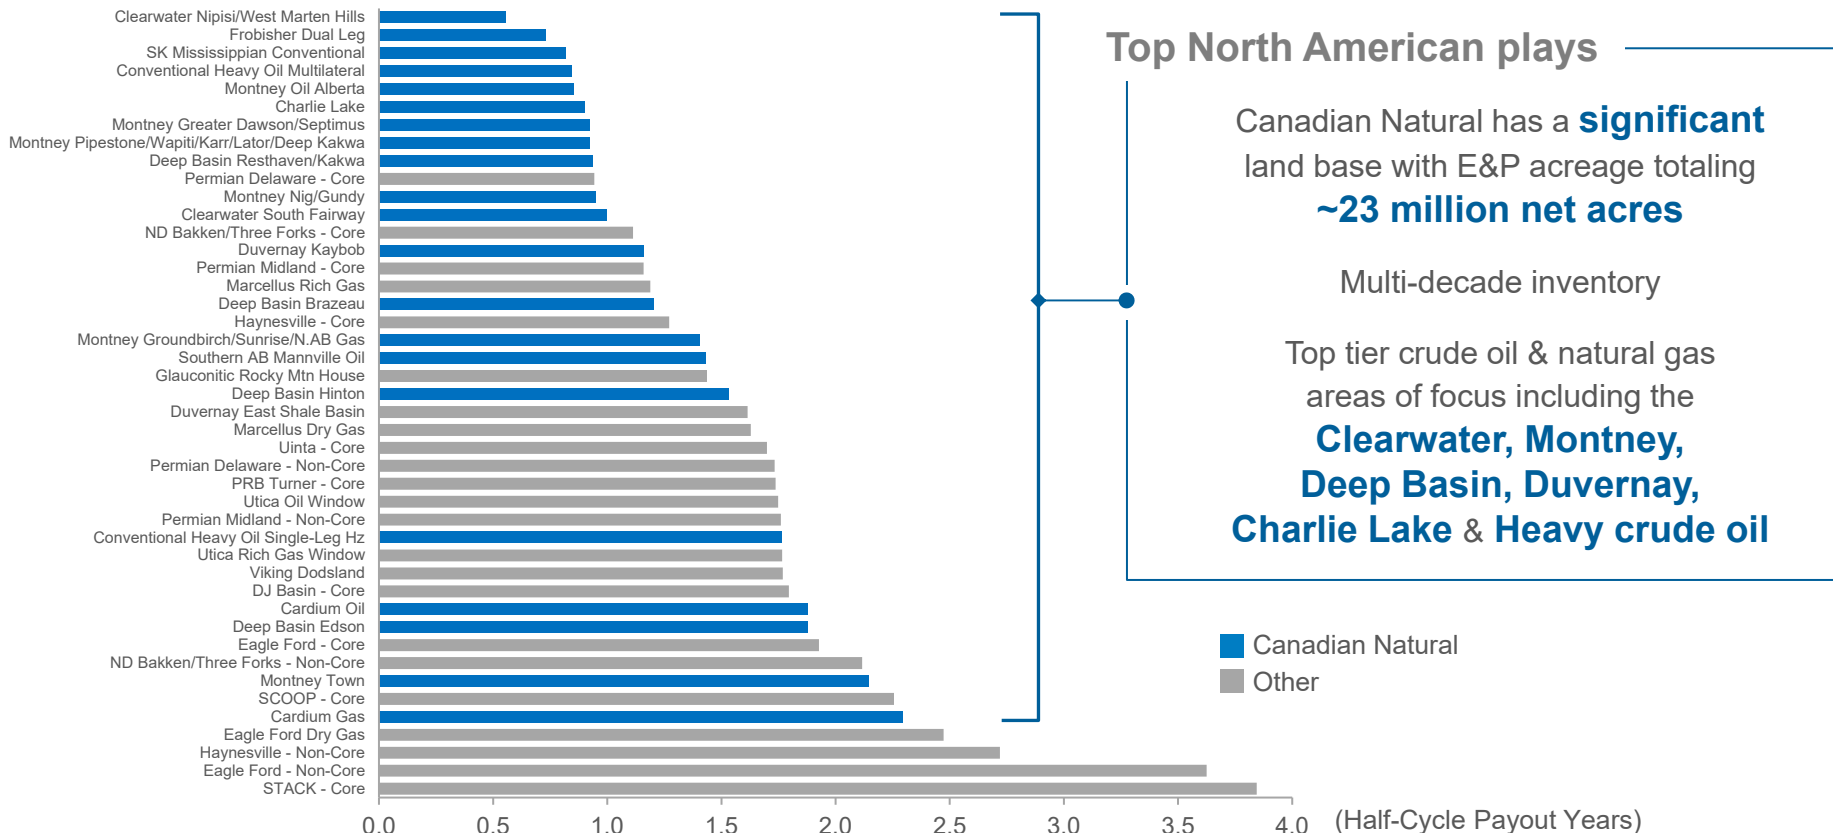 Clearwater Nipisi/West Marten Hills
Frobisher Dual Leg
SK Mississippian Conventional
Conventional Heavy Oil Multilateral
Montney Oil Alberta
Charlie Lake
Montney Greater Dawson/Septimus
Montney Pipestone/Wapiti/Karr/Lator/Deep Kakwa
Deep Basin Resthaven/Kakwa
Permian Delaware - Core
Montney Nig/Gundy
Clearwater South Fairway
ND Bakken/Three Forks - Core
Duvernay Kaybob
Permian Midland - Core
Marcellus Rich Gas
Deep Basin Brazeau
Haynesville - Core
Montney Groundbirch/Sunrise/N.AB Gas
Southern AB Mannville Oil
Glauconitic Rocky Mtn House
Deep Basin Hinton
Duvernay East Shale Basin
Marcellus Dry Gas
Uinta - Core
Permian Delaware - Non-Core
PRB Turner - Core
Utica Oil Window
Permian Midland - Non-Core
Conventional Heavy Oil Single-Leg Hz
Utica Rich Gas Window
Viking Dodsland
DJ Basin - Core
Cardium Oil
Deep Basin Edson
Eagle Ford - Core
ND Bakken/Three Forks - Non-Core
Montney Town
SCOOP - Core
Cardium Gas
Eagle Ford Dry Gas
Haynesville - Non-Core
Eagle Ford - Non-Core
STACK - Core
0.0 0.5 1.0 1.5 2.0 2.5 3.0 3.5 4.0 (Half-Cycle Payout Years)
Top North American plays
Canadian Natural has a significant
land base with E&P acreage totaling
~23 million net acres
Multi-decade inventory
Top tier crude oil & natural gas
areas of focus including the
Clearwater, Montney,
Deep Basin, Duvernay,
Charlie Lake & Heavy crude oil
Canadian Natural
Other